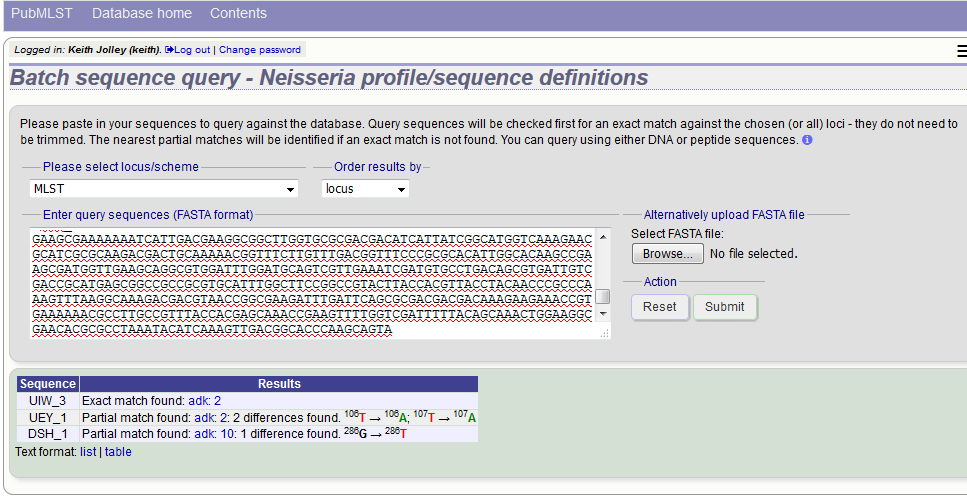 PubMLST Database home Contents
Logged in: Keith Jolley (keith). Log out | Change password
Batch sequence query - Neisseria profile/sequence definitions
Please paste in your sequences to query against the database. Query sequences will be checked first for an exact match against the chosen (or all) loci - they do not need to
be trimmed. The nearest partial matches will be identified if an exact match is not found. You can query using either DNA or peptide sequences.
Please select locus/scheme Order results by
MLST locus
Enter query sequences (FASTA format) Alternatively upload FASTA file
Select FASTA file:
Browse... No file selected.
GAAGCGAAAAAAATCATTGACGAAGGCGGCTTGGTGCGCGACGACATCATTATCGGCATGGTCAAAGAAC
GCATCGCGCAAGACGACTGCAAAAACGGTTTCTTGTTTGACGGTTTCCCGCGCACATTGGCACAAGCCGA
AGCGATGGTTGAAGCAGGCGTGGATTTGGATGCAGTCGTTGAAATCGATGTGCCTGACAGCGTGATTGTC
GACCGCATGAGCGGCCGCCGCGTGCATTTGGCTTCCGGCCGTACTTACCACGTTACCTACAACCCGCCCA
AAGTTTAAGGCAAAGACGACGTAACCGGCGAAGATTTGATTCAGCGCGACGACGACAAAGAAGAAACCGT
GAAAAAACGCCTTGCCGTTTACCACGAGCAAACCGAAGTTTTGGTCGATTTTTACAGCAAACTGGAAGGC
GAACACGCGCCTAAATACATCAAAGTTGACGGCACCCAAGCAGTA
Action
Reset Submit
Sequence Results
UIW_3 Exact match found: adk: 2
UEY_1 Partial match found: adk: 2: 2 differences found. 106T → 106A; 107T → 107A
DSH_1 Partial match found: adk: 10: 1 difference found. 286G → 286T
Text format: list | table